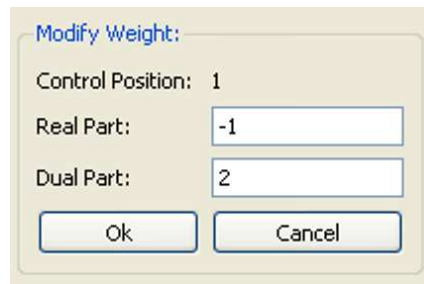 Modify Weight:
Control Position: 1
Real Part: -1
Dual Part: 2
Ok Cancel